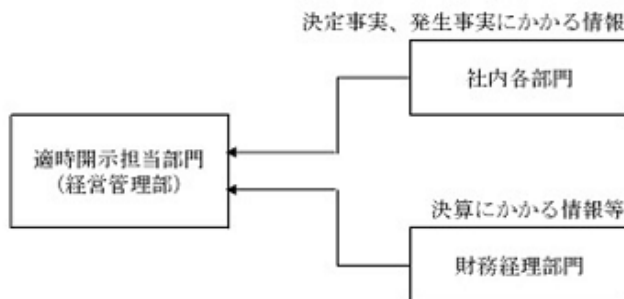 決定事実、発生事実にかかる情報
社内各部門
適時開示担当部門
(経営管理部)
決算にかかる情報等
財務経理部門